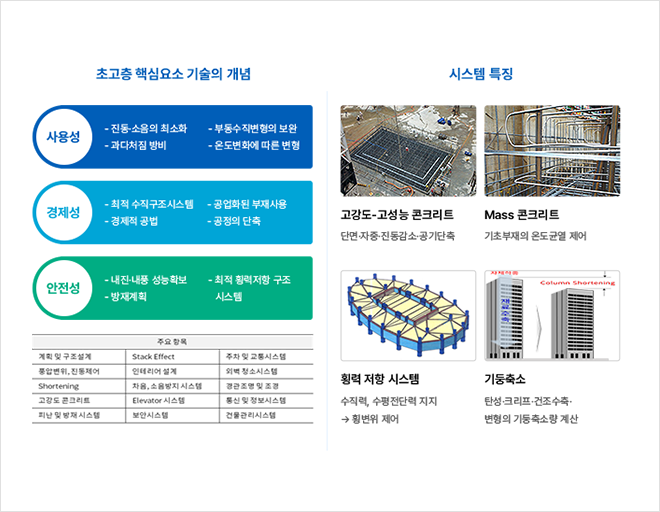 초고층 핵심요소 기술의 개념
사용성
- 진동·소음의 최소화
- 과다처짐 방비
- 부동수직변형의 보완
- 온도변화에 따른 변형
경제성
- 최적 수직구조시스템
- 경제적 공법
- 공업화된 부재사용
- 공정의 단축
안전성
- 내진·내풍 성능확보
- 방재계획
- 최적 횡력저항 구조
시스템
주요 항목
계획 및 구조설계 Stack Effect 주차 및 교통시스템
풍압변위, 진동제어 인테리어 설계 외벽 청소시스템
Shortening 차음, 소음방지 시스템 경관조명 및 조경
고강도 콘크리트 Elevator 시스템 통신 및 정보시스템
피난 및 방재 시스템 보안시스템 건물관리시스템
시스템 특징
고강도-고성능 콘크리트
단면·자중·진동감소·공기단축
Mass 콘크리트
기초부재의 온도균열 제어
횡력 저항 시스템
수직력, 수평전단력 지지
→ 횡변위 제어
Column Shortening
재료수축
기둥축소
탄성·크리프·건조수축·
변형의 기둥축소량 계산